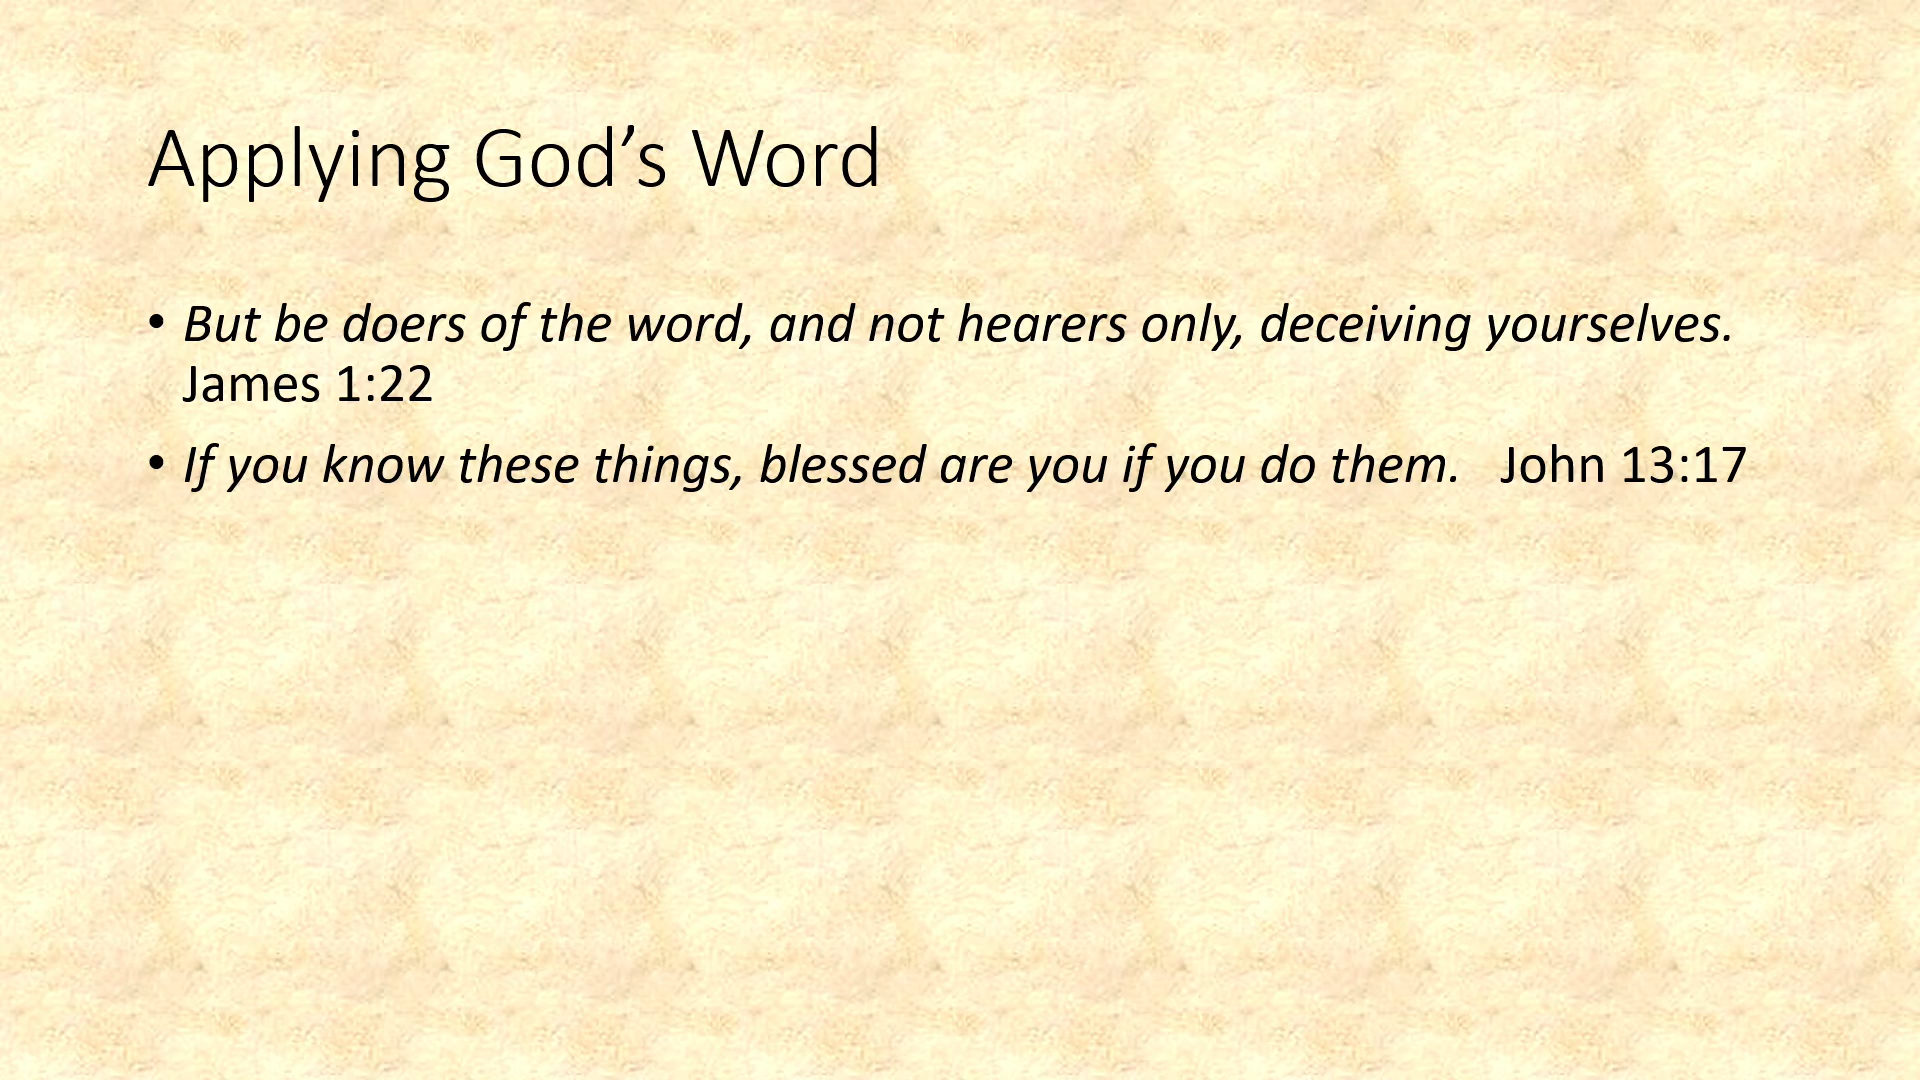 Applying God’s Word
• But be doers of the word, and not hearers only, deceiving yourselves.
James 1:22
• If you know these things, blessed are you if you do them.   John 13:17